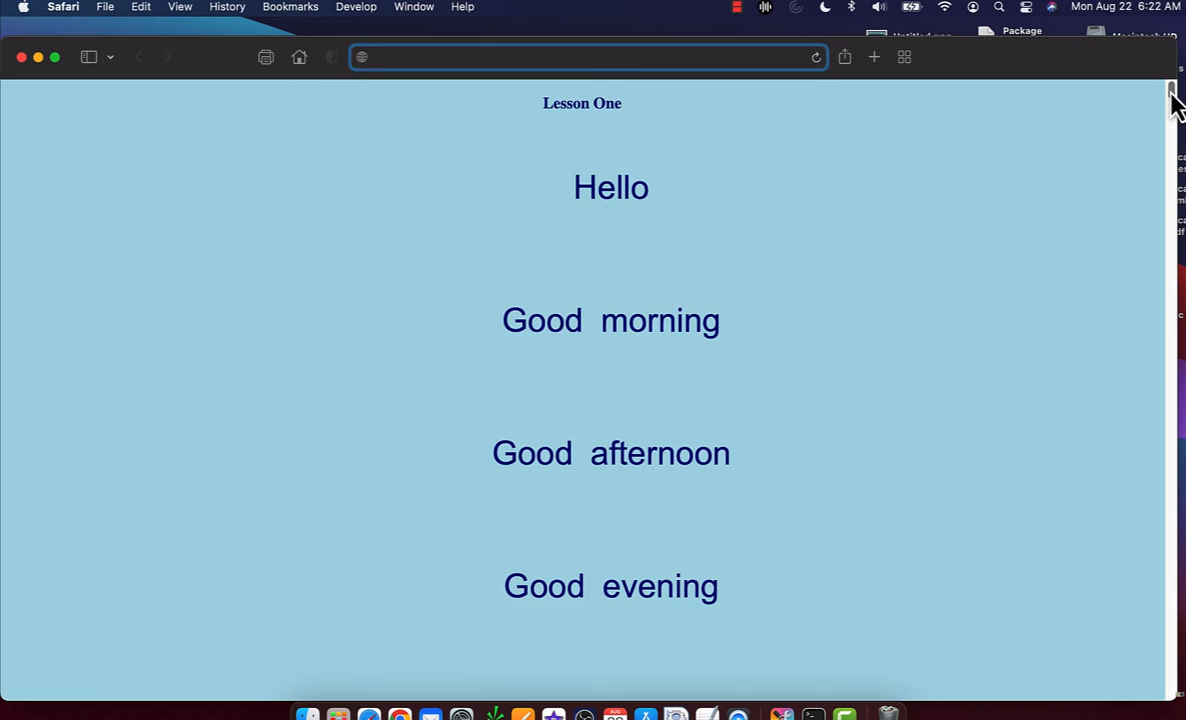 Safari File Edit View History Bookmarks Develop Window Help Mon Aug 22 6:22 AM
Package
Lesson One
Hello
Good morning
Good afternoon
Good evening